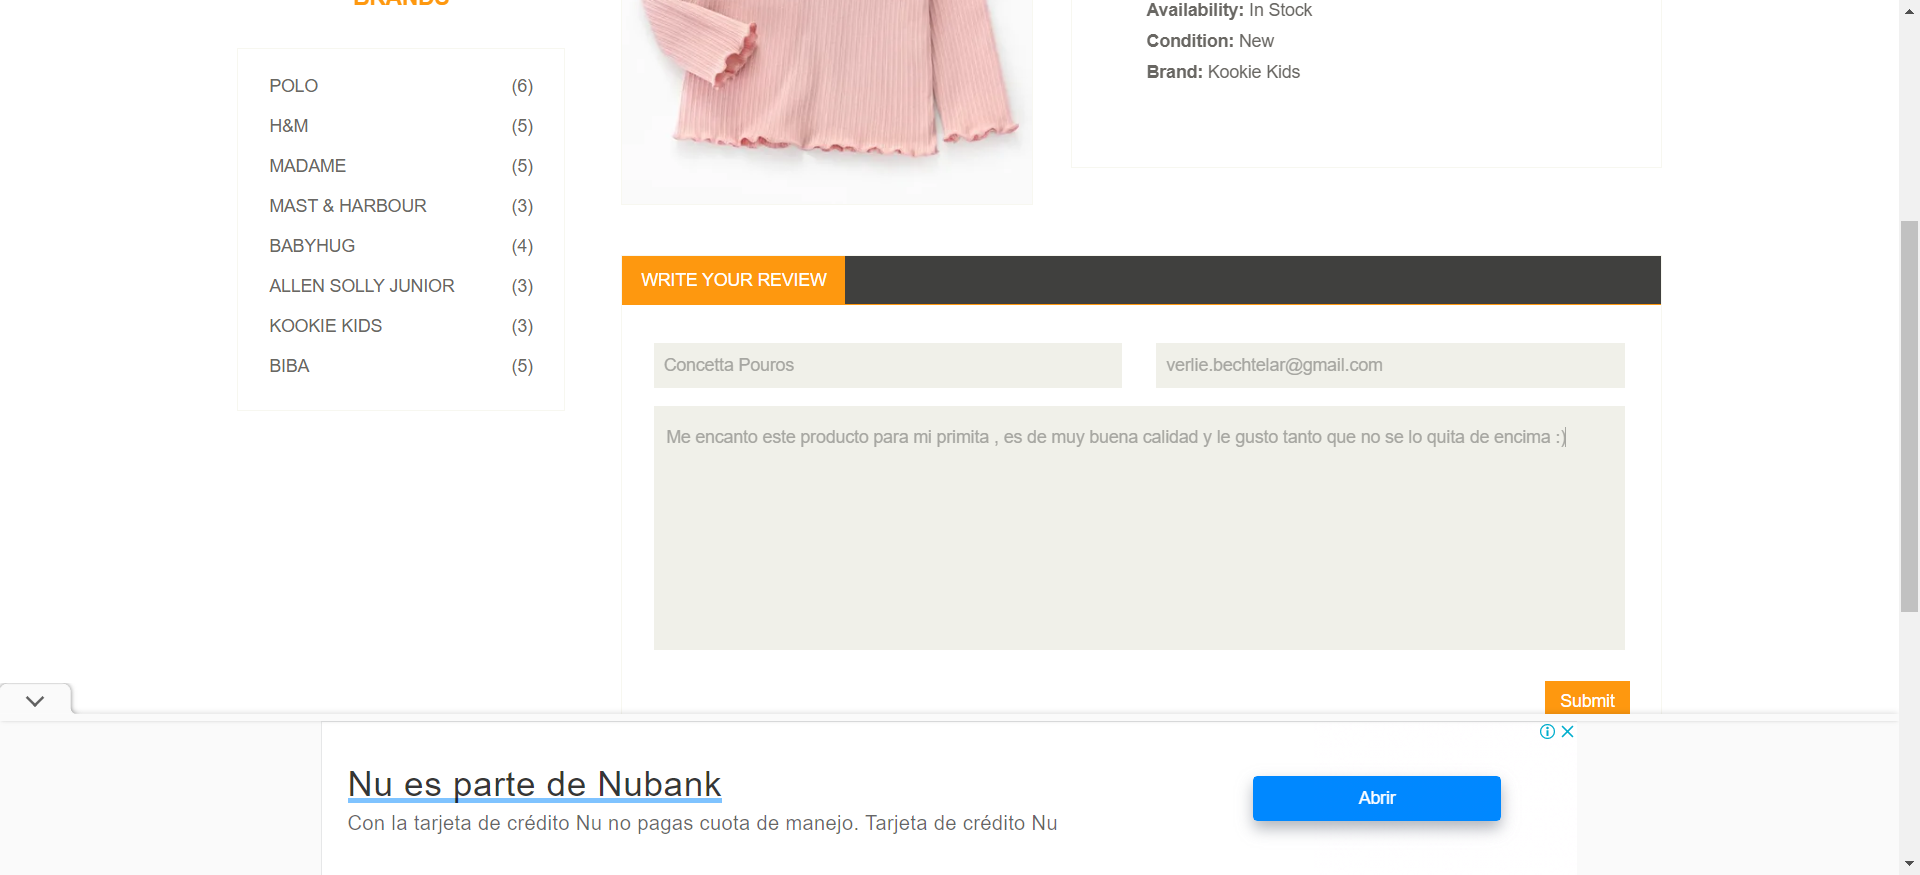 BRANDS
POLO (6)
H&M (5)
MADAME (5)
MAST & HARBOUR (3)
BABYHUG (4)
ALLEN SOLLY JUNIOR (3)
KOOKIE KIDS (3)
BIBA (5)
Availability: In Stock
Condition: New
Brand: Kookie Kids
WRITE YOUR REVIEW
Concetta Pouros
verlie.bechtelar@gmail.com
Me encanto este producto para mi primita , es de muy buena calidad y le gusto tanto que no se lo quita de encima :)
Submit
Nu es parte de Nubank
Con la tarjeta de crédito Nu no pagas cuota de manejo. Tarjeta de crédito Nu
Abrir